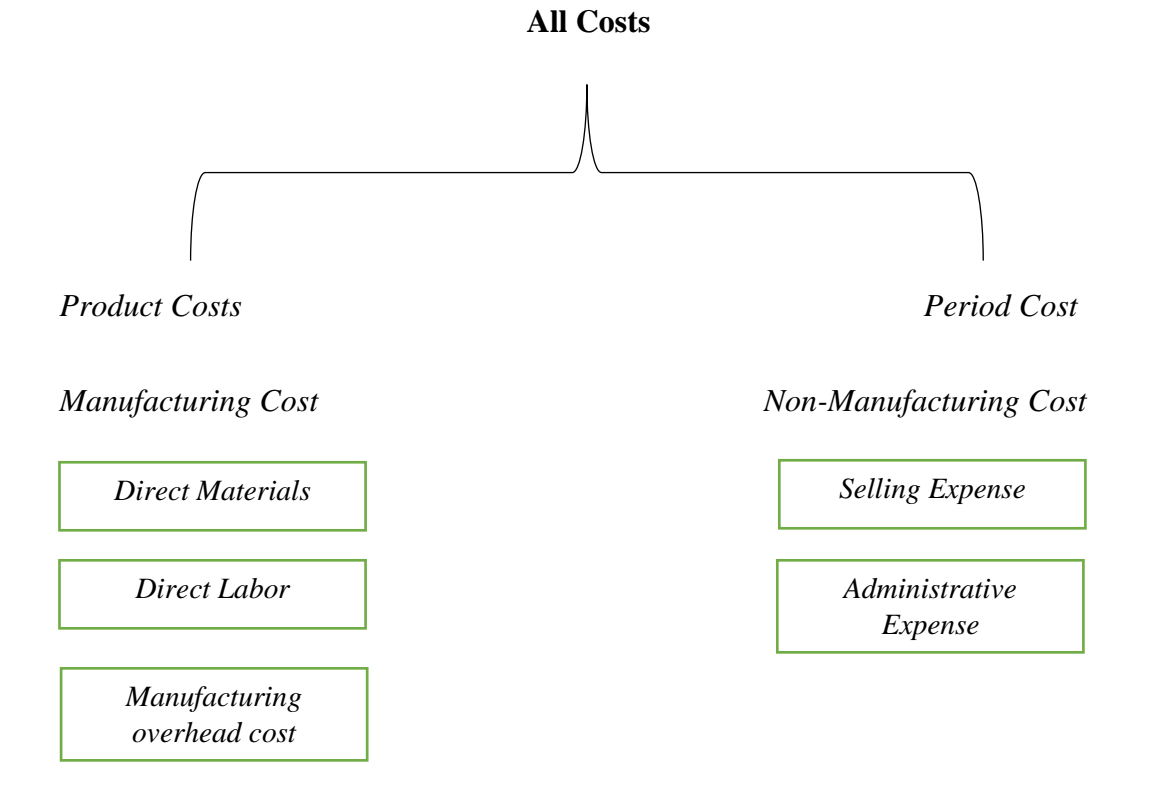 All Costs
Product Costs
Period Cost
Manufacturing Cost
Non-Manufacturing Cost
Direct Materials
Selling Expense
Direct Labor
Administrative
Expense
Manufacturing
overhead cost